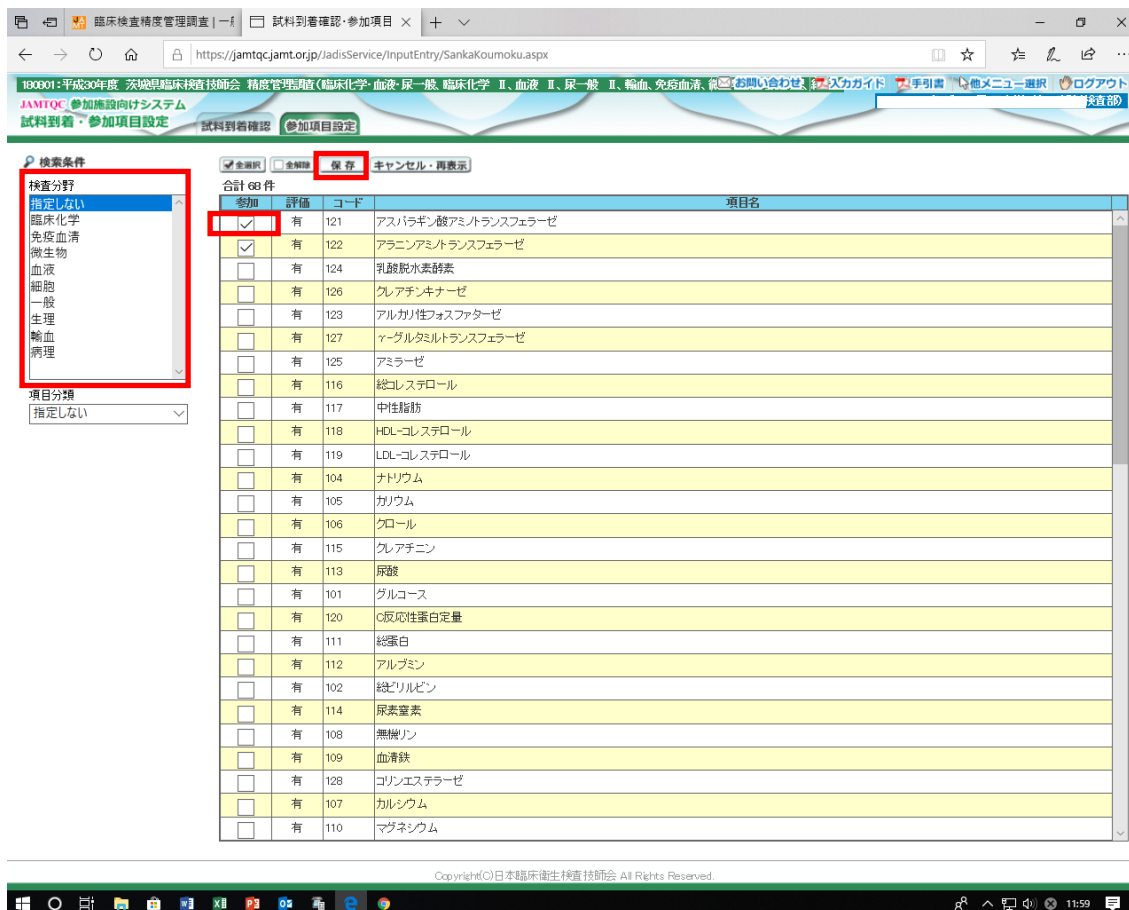 臨床検査精度管理調査 | 一般
試料到着確認・参加項目
https://jamtqc.jamt.or.jp/JadisService/InputEntry/SankaKoumoku.aspx
180801:平成30年度 茨城県臨床検査技師会 精度管理調査(臨床化学・血液・尿一般、臨床化学 Ⅱ、血液 Ⅱ、尿一般 Ⅱ、輸血、免疫血清、
お問い合わせ 入力ガイド 手引書 他メニュー選択 ログアウト
JAMTQC 参加施設向けシステム
検査部)
試料到着・参加項目設定
試料到着確認 参加項目設定
検索条件
全選択 全解除 保存 キャンセル・再表示
検査分野
指定しない
臨床化学
免疫血清
微生物
血液
細胞
一般
生理
輸血
病理
項目分類
指定しない
合計 68 件
参加 評価 コード 項目名
有 121 アスパラギン酸アミノトランスフェラーゼ
有 122 アラニンアミノトランスフェラーゼ
有 124 乳酸脱水素酵素
有 126 クレアチンキナーゼ
有 123 アルカリ性フォスファターゼ
有 127 γ-グルタミルトランスフェラーゼ
有 125 アミラーゼ
有 116 総コレステロール
有 117 中性脂肪
有 118 HDL-コレステロール
有 119 LDL-コレステロール
有 104 ナトリウム
有 105 カリウム
有 106 クロール
有 115 クレアチニン
有 113 尿酸
有 101 グルコース
有 120 C反応性蛋白定量
有 111 総蛋白
有 112 アルブミン
有 102 総ビリルビン
有 114 尿素窒素
有 108 無機リン
有 109 血清鉄
有 128 コリンエステラーゼ
有 107 カルシウム
有 110 マグネシウム
Copyright(C)日本臨床衛生検査技師会 All Rights Reserved.
11:59